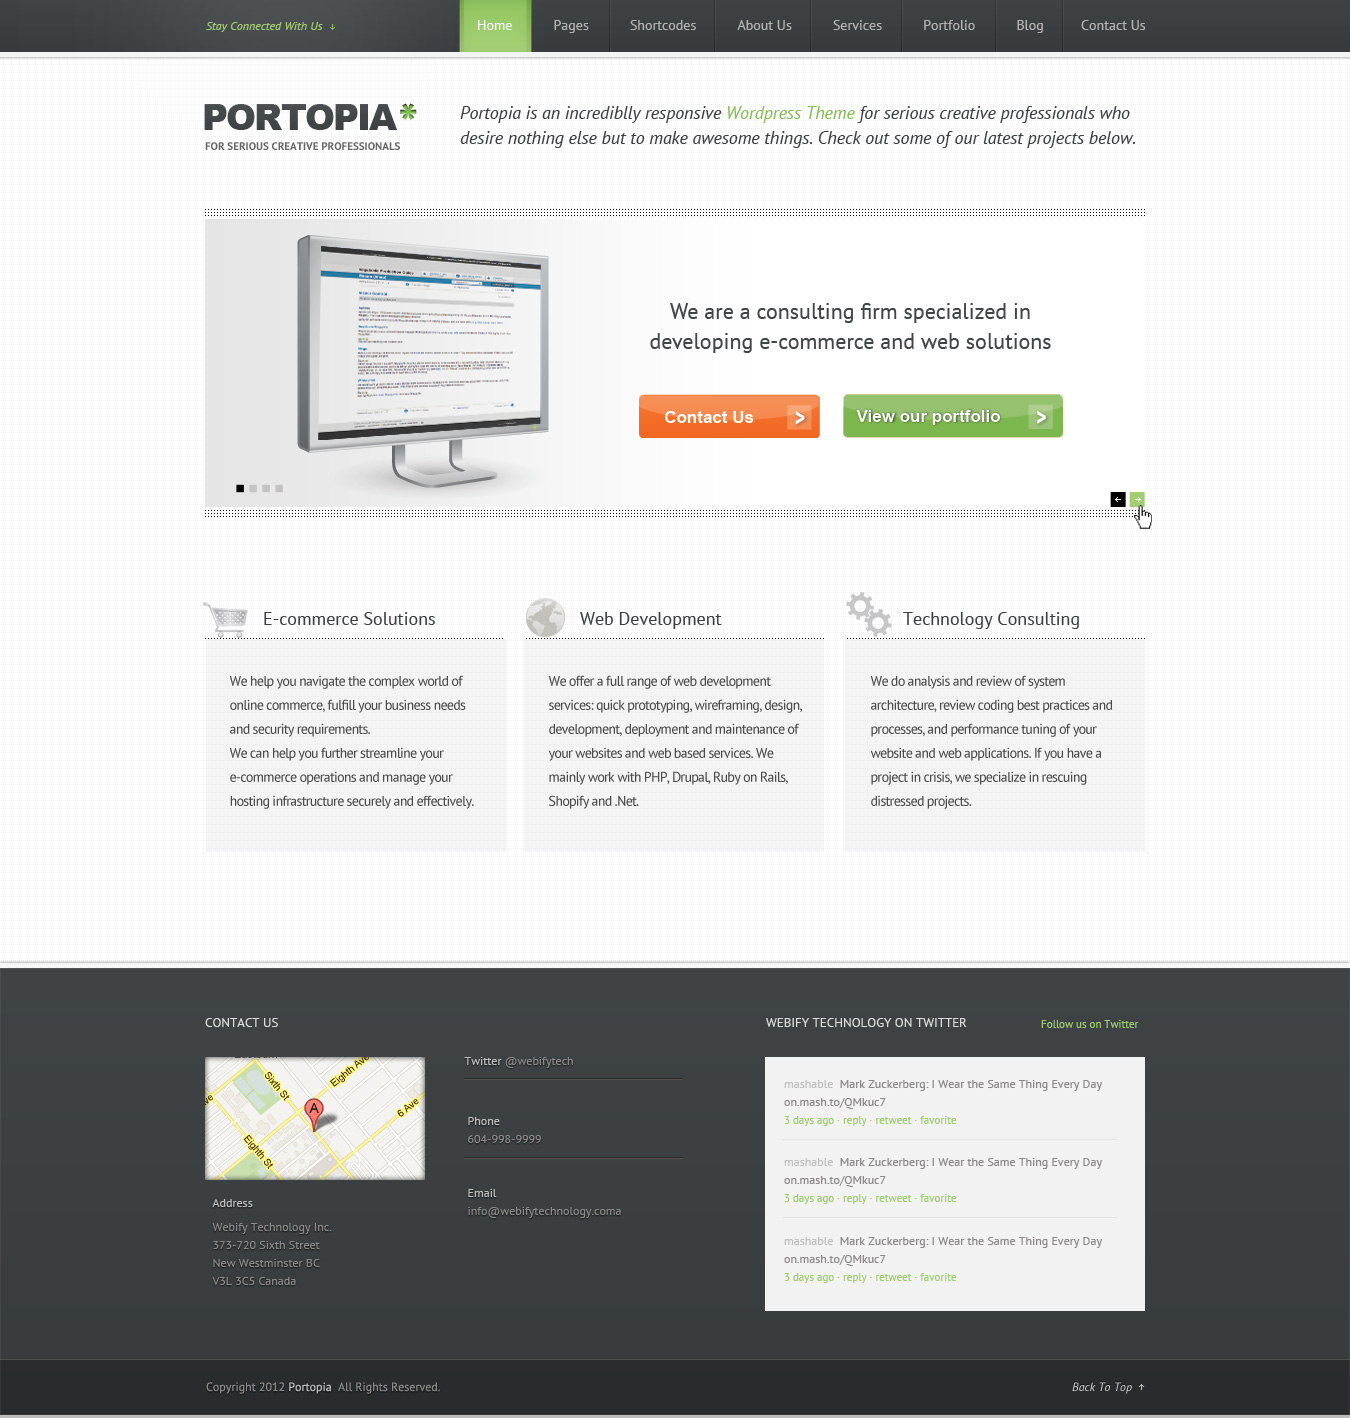 Stay Connected With Us ↓
Home Pages Shortcodes About Us Services Portfolio Blog Contact Us
PORTOPIA
FOR SERIOUS CREATIVE PROFESSIONALS
Portopia is an incrediblly responsive Wordpress Theme for serious creative professionals who
desire nothing else but to make awesome things. Check out some of our latest projects below.
We are a consulting firm specialized in
developing e-commerce and web solutions
Contact Us >
View our portfolio >
E-commerce Solutions
We help you navigate the complex world of
online commerce, fulfill your business needs
and security requirements.
We can help you further streamline your
e-commerce operations and manage your
hosting infrastructure securely and effectively.
Web Development
We offer a full range of web development
services: quick prototyping, wireframing, design,
development, deployment and maintenance of
your websites and web based services. We
mainly work with PHP, Drupal, Ruby on Rails,
Shopify and .Net.
Technology Consulting
We do analysis and review of system
architecture, review coding best practices and
processes, and performance tuning of your
website and web applications. If you have a
project in crisis, we specialize in rescuing
distressed projects.
CONTACT US
Sixth St
Eighth Ave
6 Ave
A
Eighth St
Address
Webify Technology Inc.
373-720 Sixth Street
New Westminster BC
V3L 3C5 Canada
Twitter @webifytech
Phone
604-998-9999
Email
info@webifytechnology.coma
WEBIFY TECHNOLOGY ON TWITTER
Follow us on Twitter
mashable Mark Zuckerberg: I Wear the Same Thing Every Day
on.mash.to/QMkuc7
3 days ago · reply · retweet · favorite
mashable Mark Zuckerberg: I Wear the Same Thing Every Day
on.mash.to/QMkuc7
3 days ago · reply · retweet · favorite
mashable Mark Zuckerberg: I Wear the Same Thing Every Day
on.mash.to/QMkuc7
3 days ago · reply · retweet · favorite
Copyright 2012 Portopia All Rights Reserved.
Back To Top ↑